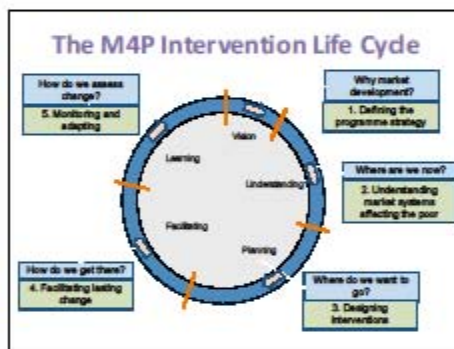 The M4P Intervention Life Cycle
How do we assess
change?
5. Monitoring and
adapting
Why market
development?
1. Defining the
programme strategy
Vision
Learning
Understanding
Where are we now?
2. Understanding
market systems
affecting the poor
Facilitating
Planning
How do we get there?
4. Facilitating lasting
change
Where do we want to
go?
3. Designing
interventions